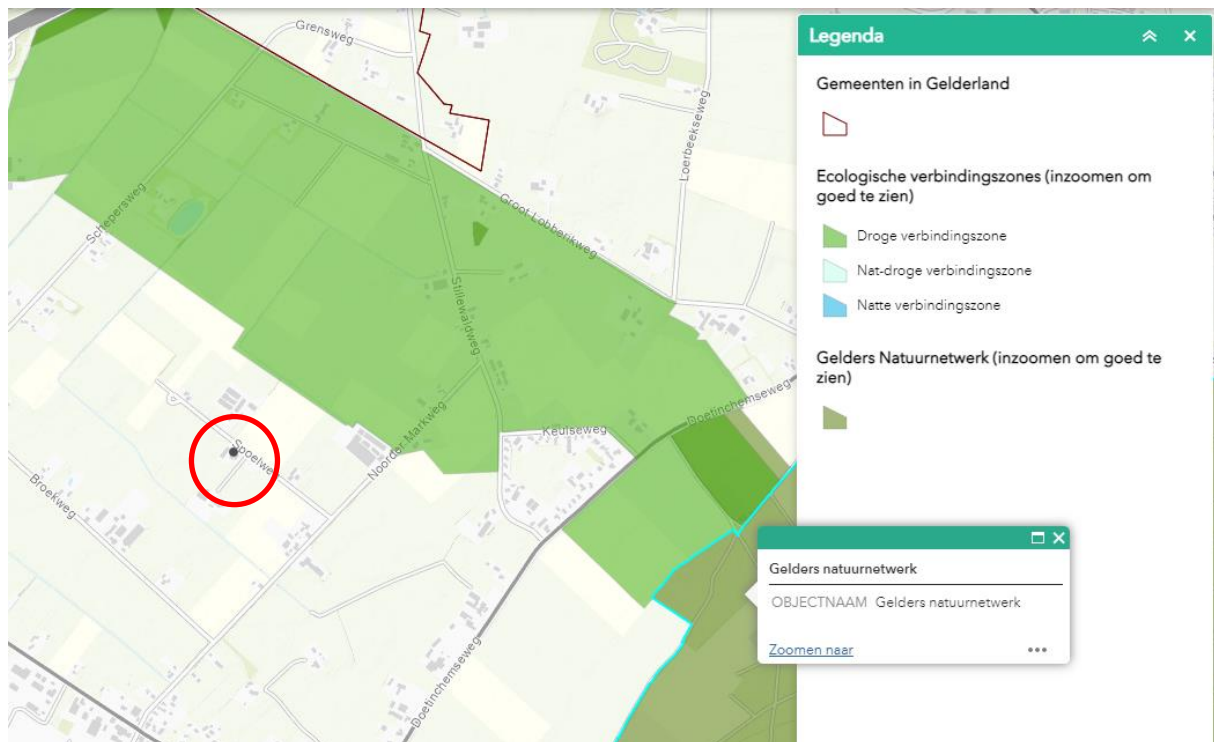 Grensweg
Loerbeekseweg
Schepersweg
Groot Lobberikweg
Stillewaldweg
Doetinchemseweg
Keulseweg
Noorder Markweg
Spoelweg
Broekweg
Doetinchemseweg
Legenda
Gemeenten in Gelderland
Ecologische verbindingszones (inzoomen om
goed te zien)
Droge verbindingszone
Nat-droge verbindingszone
Natte verbindingszone
Gelders Natuurnetwerk (inzoomen om goed te
zien)
Gelders natuurnetwerk
OBJECTNAAM Gelders natuurnetwerk
Zoomen naar